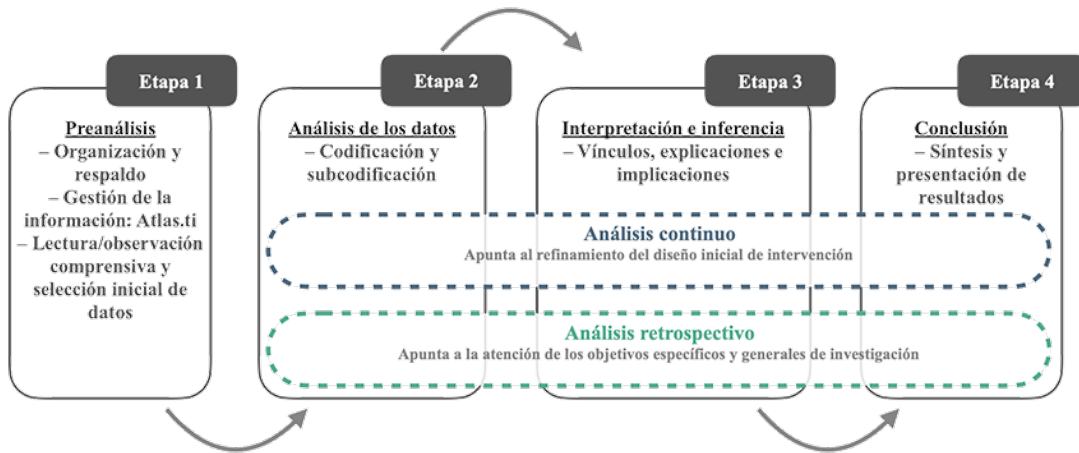 Etapa 1
Preanálisis
– Organización y
respaldo
– Gestión de la
información: Atlas.ti
– Lectura/observación
comprensiva y
selección inicial de
datos
Etapa 2
Análisis de los datos
– Codificación y
subcodificación
Etapa 3
Interpretación e inferencia
– Vínculos, explicaciones e
implicaciones
Etapa 4
Conclusión
– Síntesis y
presentación de
resultados
Análisis continuo
Apunta al refinamiento del diseño inicial de intervención
Análisis retrospectivo
Apunta a la atención de los objetivos específicos y generales de investigación